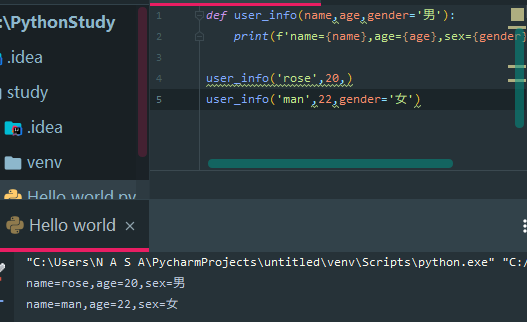 :\PythonStudy
.idea
study
.idea
venv
Hello world.py
1 def user_info(name,age,gender='男'):
2 print(f'name={name},age={age},sex={gender}
3
4 user_info('rose',20,)
5 user_info('man',22,gender='女')
Hello world ×
"C:\Users\N A S A\PycharmProjects\untitled\venv\Scripts\python.exe" "C:/
name=rose,age=20,sex=男
name=man,age=22,sex=女